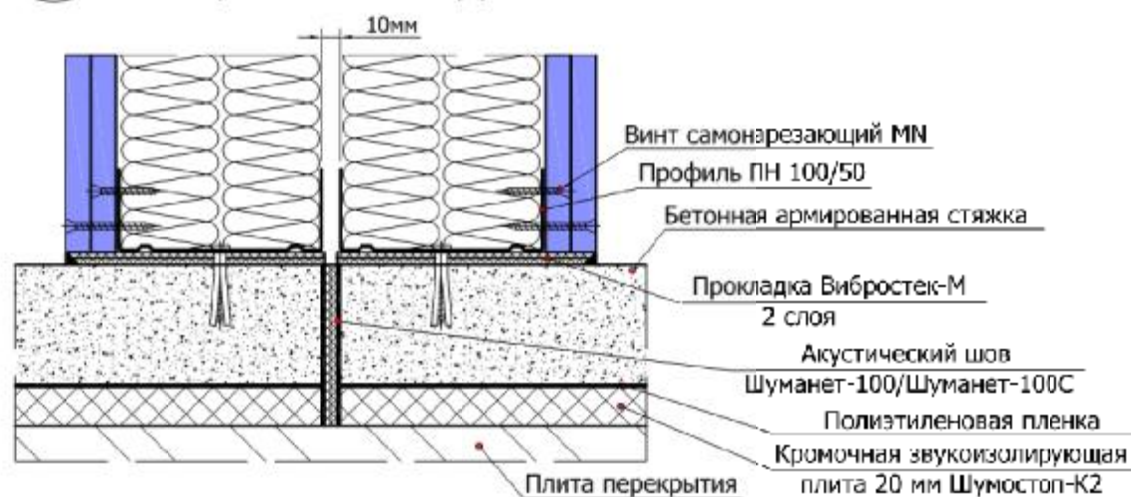 10мм
Винт самонарезающий MN
Профиль ПН 100/50
Бетонная армированная стяжка
Прокладка Вибростек-М
2 слоя
Акустический шов
Шуманет-100/Шуманет-100С
Полиэтиленовая пленка
Кромочная звукоизолирующая
плита 20 мм Шумостоп-К2
Плита перекрытия